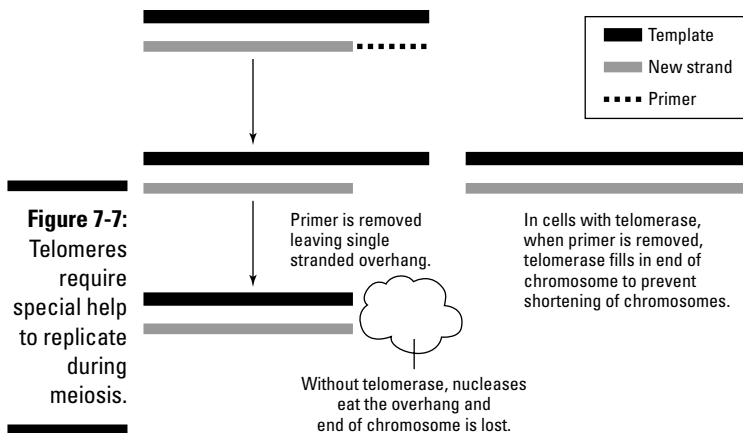 Template
New strand
Primer
Figure 7-7:
Telomeres
require
special help
to replicate
during
meiosis.
Primer is removed
leaving single
stranded overhang.
In cells with telomerase,
when primer is removed,
telomerase fills in end of
chromosome to prevent
shortening of chromosomes.
Without telomerase, nucleases
eat the overhang and
end of chromosome is lost.